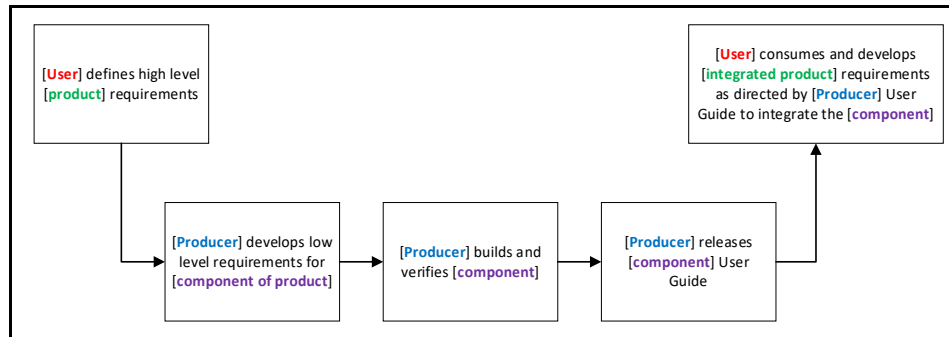 [User] defines high level
[product] requirements
[Producer] develops low
level requirements for
[component of product]
[Producer] builds and
verifies [component]
[Producer] releases
[component] User
Guide
[User] consumes and develops
[integrated product] requirements
as directed by [Producer] User
Guide to integrate the [component]